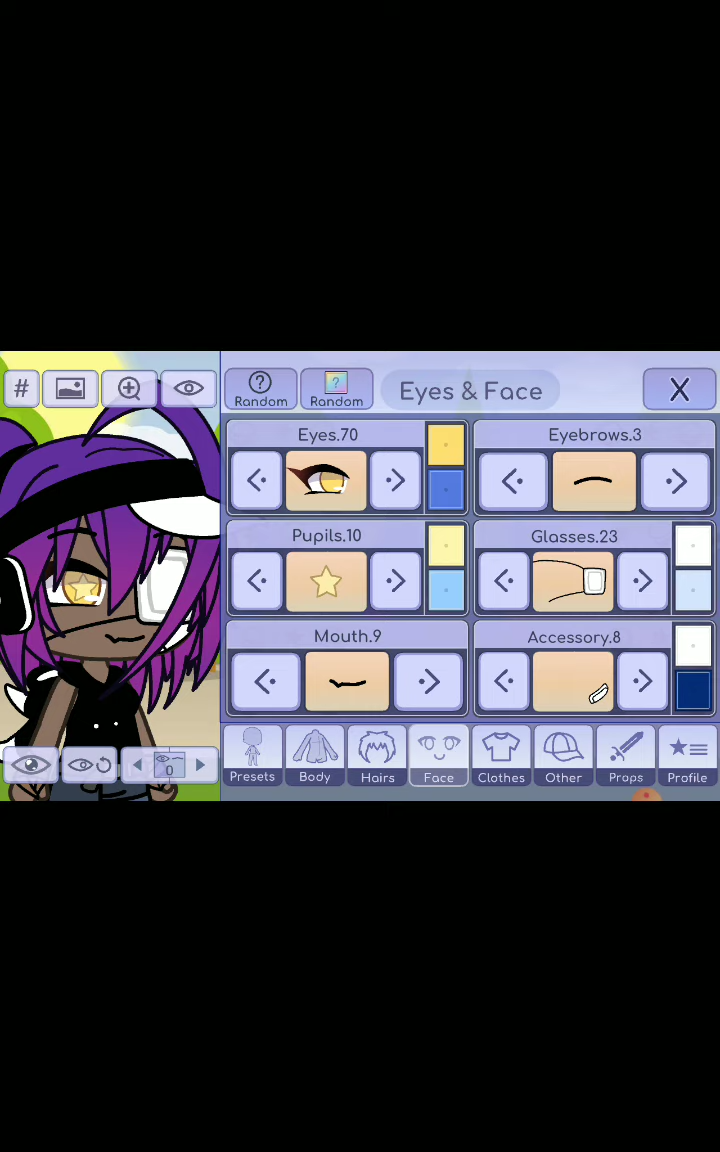 #
?
Random
?
Random
Eyes & Face
X
Eyes.70
Eyebrows.3
Pupils.10
Glasses.23
Mouth.9
Accessory.8
0
Presets
Body
Hairs
Face
Clothes
Other
Props
Profile